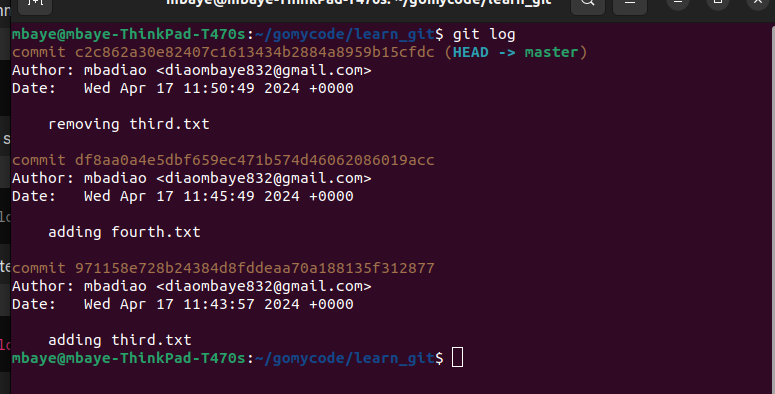 mbaye@mbaye-ThinkPad-T470s: ~/gomycode/learn_git
mbaye@mbaye-ThinkPad-T470s:~/gomycode/learn_git$ git log
commit c2c862a30e82407c1613434b2884a8959b15cfdc (HEAD -> master)
Author: mbadiao <diaombaye832@gmail.com>
Date:   Wed Apr 17 11:50:49 2024 +0000
    removing third.txt
commit df8aa0a4e5dbf659ec471b574d46062086019acc
Author: mbadiao <diaombaye832@gmail.com>
Date:   Wed Apr 17 11:45:49 2024 +0000
    adding fourth.txt
commit 971158e728b24384d8fddeaa70a188135f312877
Author: mbadiao <diaombaye832@gmail.com>
Date:   Wed Apr 17 11:43:57 2024 +0000
    adding third.txt
mbaye@mbaye-ThinkPad-T470s:~/gomycode/learn_git$